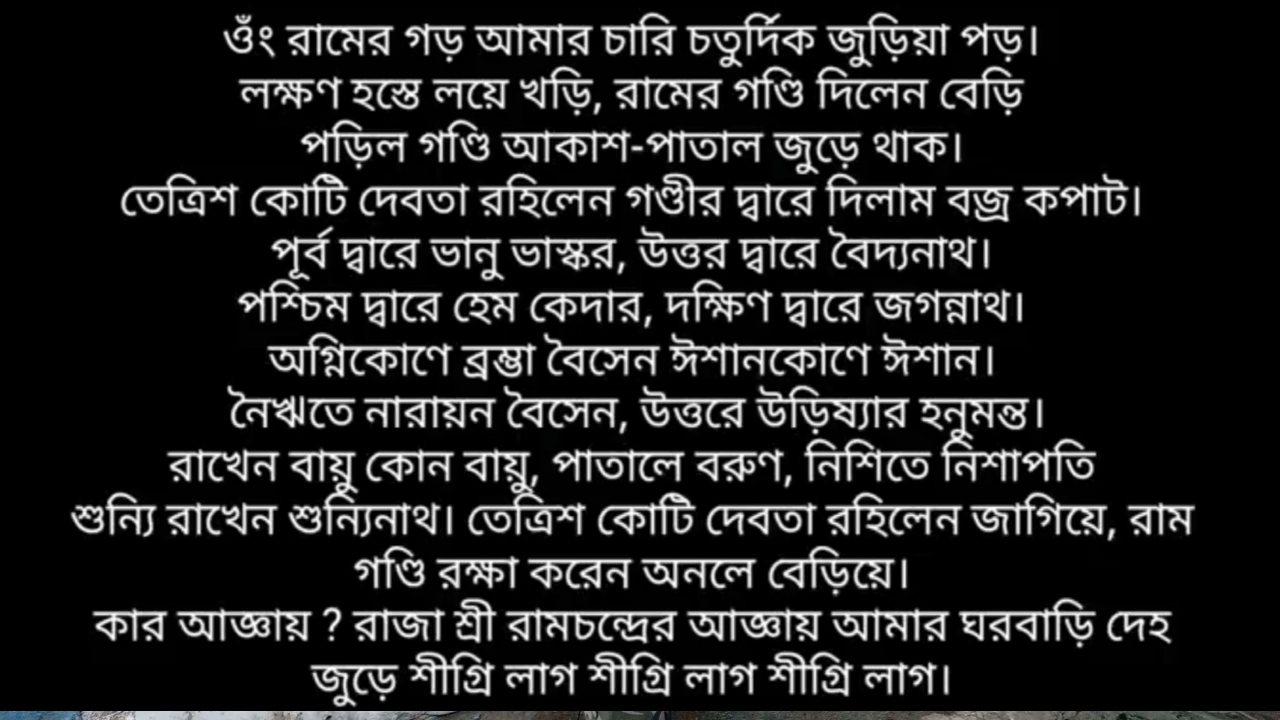 ওঁং রামের গড় আমার চারি চতুর্দিক জুড়িয়া পড়।
লক্ষণ হস্তে লয়ে খড়ি, রামের গণ্ডি দিলেন বেড়ি
পড়িল গণ্ডি আকাশ-পাতাল জুড়ে থাক।
তেত্রিশ কোটি দেবতা রহিলেন গণ্ডীর দ্বারে দিলাম বজ্র কপাট।
পূর্ব দ্বারে ভানু ভাস্কর, উত্তর দ্বারে বৈদ্যনাথ।
পশ্চিম দ্বারে হেম কেদার, দক্ষিণ দ্বারে জগন্নাথ।
অগ্নিকোণে ব্রম্ভা বৈসেন ঈশানকোণে ঈশান।
নৈঋতে নারায়ন বৈসেন, উত্তরে উড়িষ্যার হনুমন্ত।
রাখেন বায়ু কোন বায়ু, পাতালে বরুণ, নিশিতে নিশাপতি
শুন্যি রাখেন শুন্যিনাথ। তেত্রিশ কোটি দেবতা রহিলেন জাগিয়ে, রাম
গণ্ডি রক্ষা করেন অনলে বেড়িয়ে।
কার আজ্ঞায় ? রাজা শ্রী রামচন্দ্রের আজ্ঞায় আমার ঘরবাড়ি দেহ
জুড়ে শীগ্রি লাগ শীগ্রি লাগ শীগ্রি লাগ।